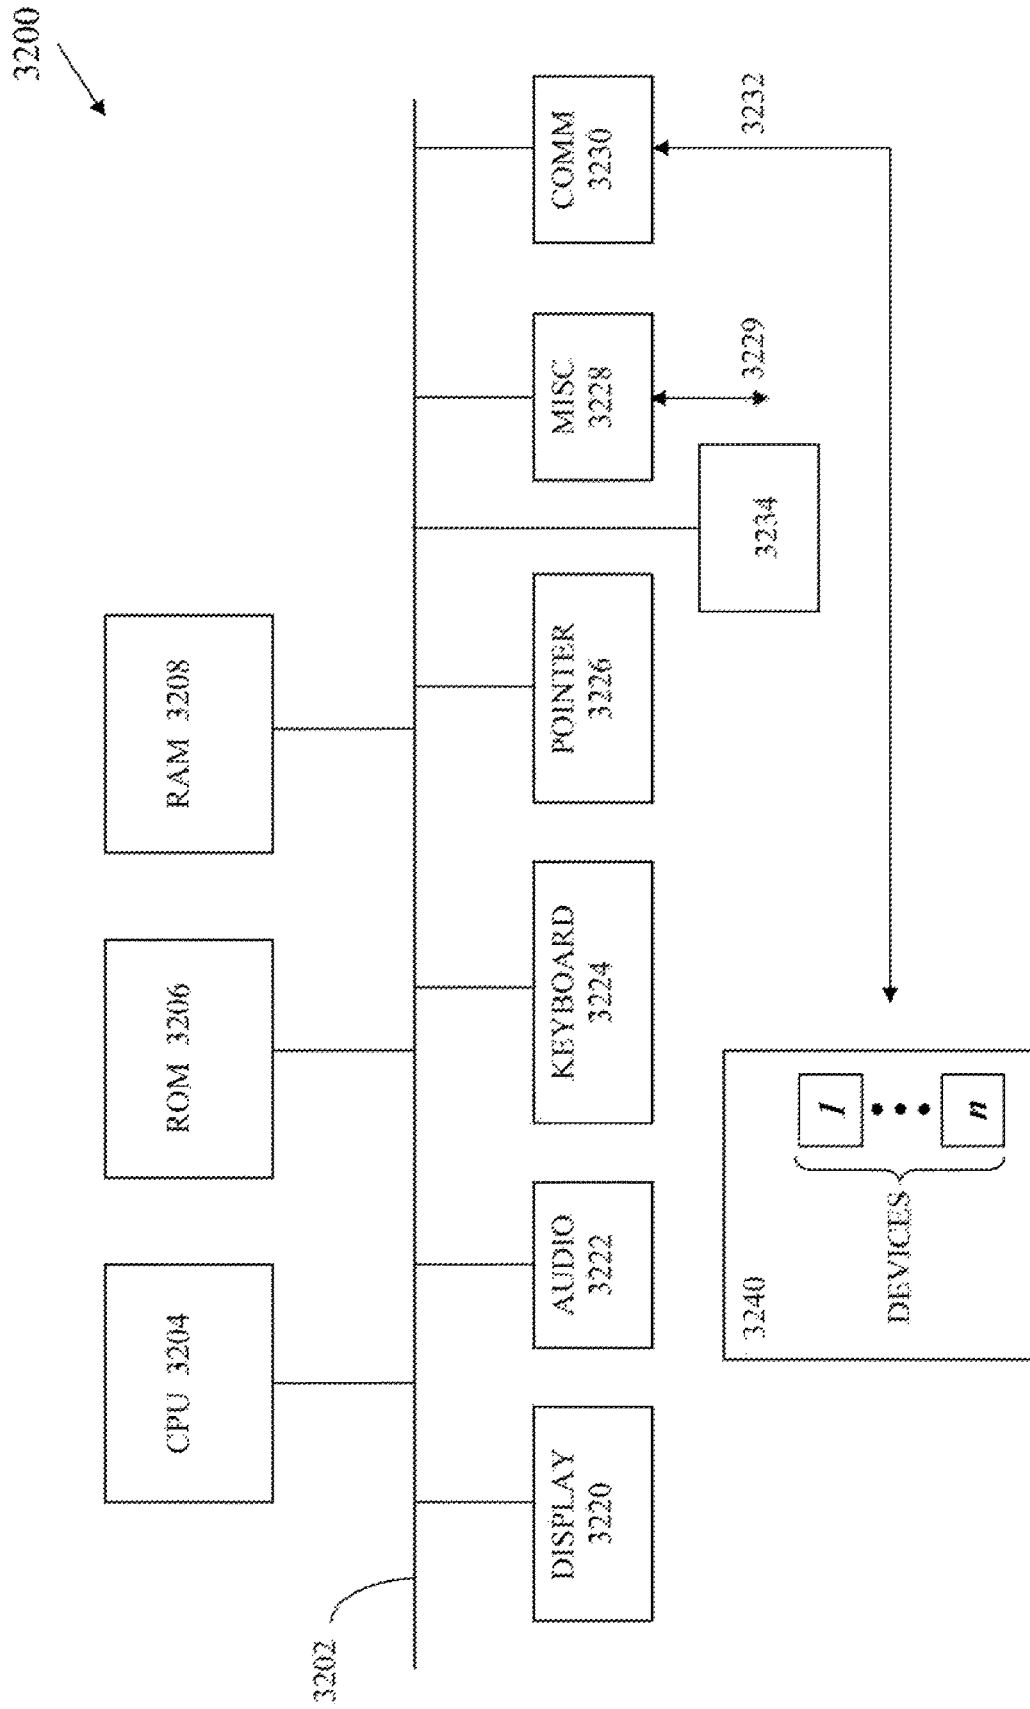 3200
CPU 3204
ROM 3206
RAM 3208
3202
DISPLAY
3220
AUDIO
3222
KEYBOARD
3224
POINTER
3226
MISC
3228
COMM
3230
3234
3229
3232
3240
DEVICES
1
n